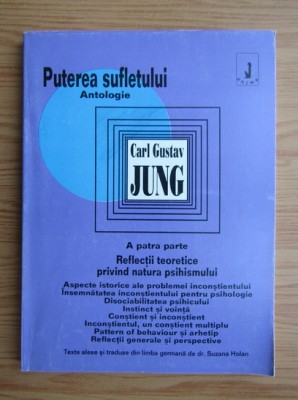 Puterea sufletului
Antologie
Carl Gustav
JUNG
A patra parte
Reflecții teoretice
privind natura psihismului
Aspecte istorice ale problemei inconștientului
Însemnătatea inconștientului pentru psihologie
Disociabilitatea psihicului
Instinct și voință
Conștient și inconștient
Inconștientul, un conștient multiplu
Pattern of behaviour și arhetip
Reflecții generale și perspective
Texte alese și traduse din limba germană de dr. Suzana Holan